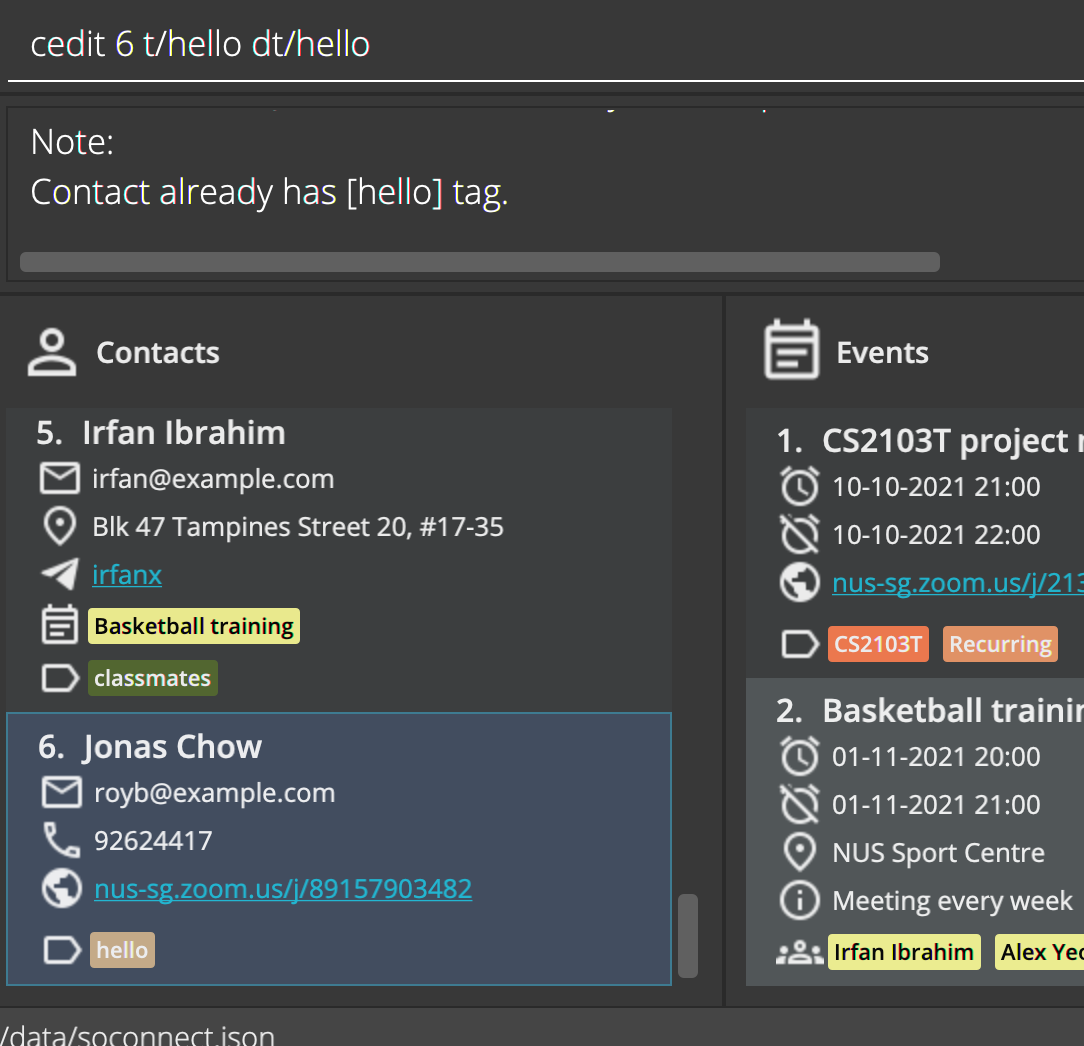 cedit 6 t/hello dt/hello
Note:
Contact already has [hello] tag.
Contacts
5. Irfan Ibrahim
irfan@example.com
Blk 47 Tampines Street 20, #17-35
irfanx
Basketball training
classmates
6. Jonas Chow
royb@example.com
92624417
nus-sg.zoom.us/j/89157903482
hello
Events
1. CS2103T project
10-10-2021 21:00
10-10-2021 22:00
nus-sg.zoom.us/j/213
CS2103T Recurring
2. Basketball trainin
01-11-2021 20:00
01-11-2021 21:00
NUS Sport Centre
Meeting every week
Irfan Ibrahim Alex Yeo
/data/soconnect.json